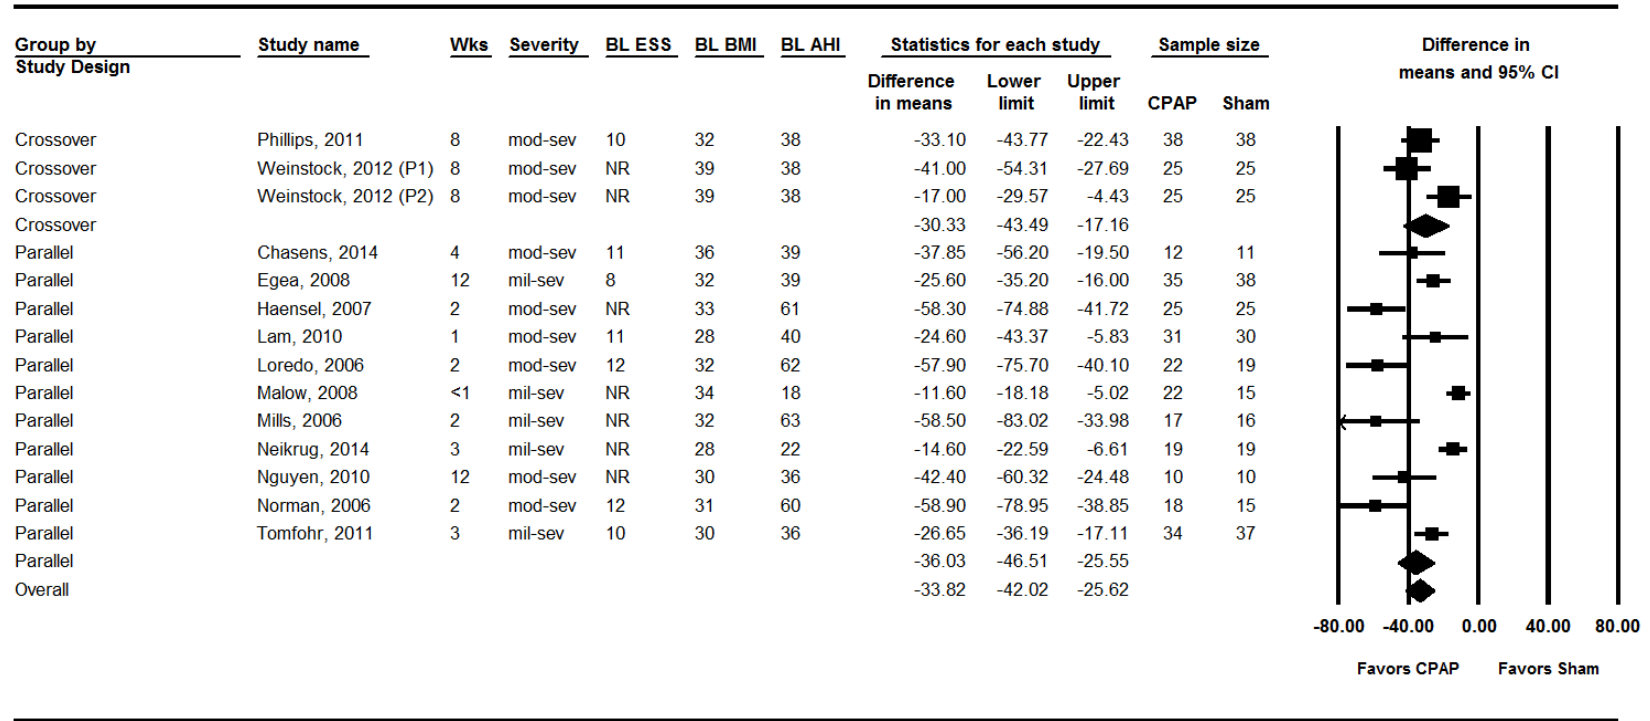 Group by Study name Wks Severity BL ESS BL BMI BL AHI Statistics for each study Sample size Difference in
Study Design means and 95% CI
Difference Lower Upper
in means limit limit CPAP Sham
Crossover Phillips, 2011 8 mod-sev 10 32 38 -33.10 -43.77 -22.43 38 38
Crossover Weinstock, 2012 (P1) 8 mod-sev NR 39 38 -41.00 -54.31 -27.69 25 25
Crossover Weinstock, 2012 (P2) 8 mod-sev NR 39 38 -17.00 -29.57 -4.43 25 25
Crossover -30.33 -43.49 -17.16
Parallel Chasens, 2014 4 mod-sev 11 36 39 -37.85 -56.20 -19.50 12 11
Parallel Egea, 2008 12 mil-sev 8 32 39 -25.60 -35.20 -16.00 35 38
Parallel Haensel, 2007 2 mod-sev NR 33 61 -58.30 -74.88 -41.72 25 25
Parallel Lam, 2010 1 mod-sev 11 28 40 -24.60 -43.37 -5.83 31 30
Parallel Loredo, 2006 2 mod-sev 12 32 62 -57.90 -75.70 -40.10 22 19
Parallel Malow, 2008 <1 mil-sev NR 34 18 -11.60 -18.18 -5.02 22 15
Parallel Mills, 2006 2 mil-sev NR 32 63 -58.50 -83.02 -33.98 17 16
Parallel Neikrug, 2014 3 mil-sev NR 28 22 -14.60 -22.59 -6.61 19 19
Parallel Nguyen, 2010 12 mod-sev NR 30 36 -42.40 -60.32 -24.48 10 10
Parallel Norman, 2006 2 mod-sev 12 31 60 -58.90 -78.95 -38.85 18 15
Parallel Tomfohr, 2011 3 mil-sev 10 30 36 -26.65 -36.19 -17.11 34 37
Parallel -36.03 -46.51 -25.55
Overall -33.82 -42.02 -25.62
-80.00 -40.00 0.00 40.00 80.00
Favors CPAP Favors Sham